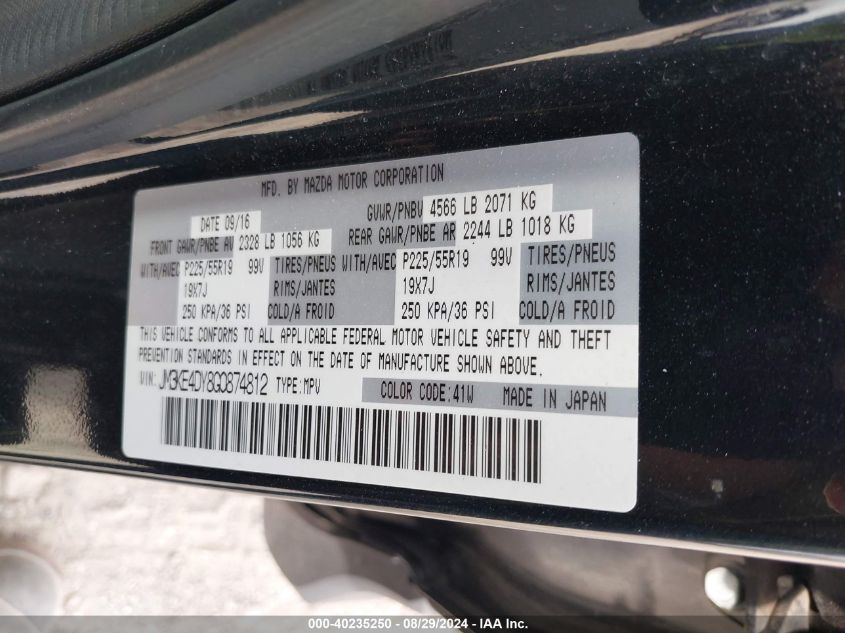 MFD. BY MAZDA MOTOR CORPORATION
DATE 09/16 GVWR/PNBV 4566 LB 2071 KG
FRONT GAWR/PNBE AV 2328 LB 1056 KG REAR GAWR/PNBE AR 2244 LB 1018 KG
WITH/AVEC P225/55R19 99V TIRES/PNEUS WITH/AVEC P225/55R19 99V TIRES/PNEUS
19X7J RIMS/JANTES 19X7J RIMS/JANTES
250 KPA/36 PSI COLD/A FROID 250 KPA/36 PSI COLD/A FROID
THIS VEHICLE CONFORMS TO ALL APPLICABLE FEDERAL MOTOR VEHICLE SAFETY AND THEFT
PREVENTION STANDARDS IN EFFECT ON THE DATE OF MANUFACTURE SHOWN ABOVE.
VIN: JM3KE4DY8G0874812 TYPE:MPV COLOR CODE:41W MADE IN JAPAN
000-40235250 - 08/29/2024 - IAA Inc.